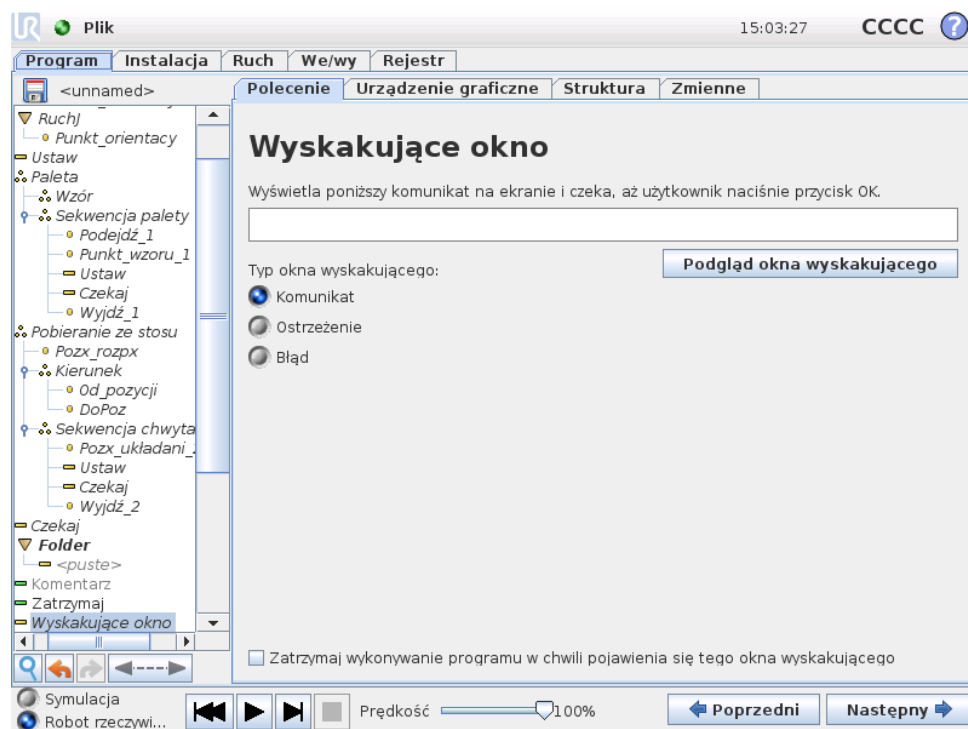 UR Plik 15:03:27 CCCC ?
Program Instalacja Ruch We/wy Rejestr
<unnamed>
Polecenie Urządzenie graficzne Struktura Zmienne
RuchJ
Punkt_orientacy
Ustaw
Paleta
Wzór
Sekwencja palety
Podejdź_1
Punkt_wzoru_1
Ustaw
Czekaj
Wyjdź_1
Pobieranie ze stosu
Pozx_rozpx
Kierunek
Od_pozycji
DoPoz
Sekwencja chwyta
Pozx_układani_2
Ustaw
Czekaj
Wyjdź_2
Czekaj
Folder
<puste>
Komentarz
Zatrzymaj
Wyskakujące okno
Wyskakujące okno
Wyświetla poniższy komunikat na ekranie i czeka, aż użytkownik naciśnie przycisk OK.
Typ okna wyskakującego:
Podgląd okna wyskakującego
Komunikat
Ostrzeżenie
Błąd
Zatrzymaj wykonywanie programu w chwili pojawienia się tego okna wyskakującego
Symulacja
Robot rzeczywi...
Prędkość 100%
Poprzedni Następny